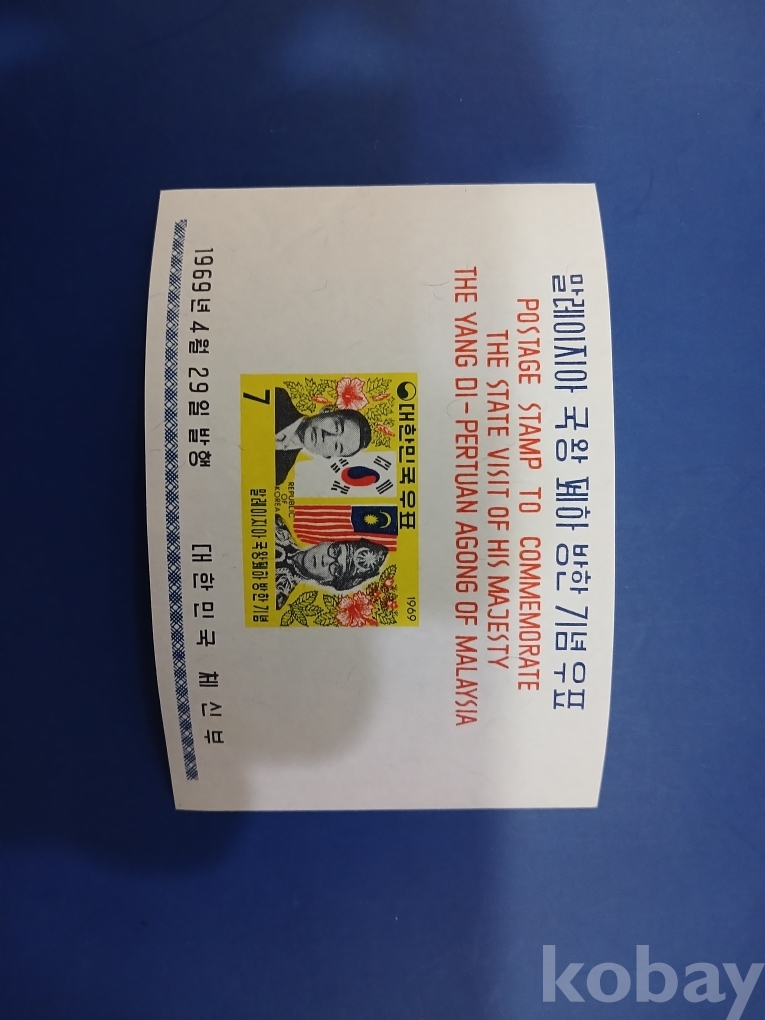 말레이지아 국왕 폐하 방한 기념 우표
POSTAGE STAMP TO COMMEMORATE
THE STATE VISIT OF HIS MAJESTY
THE YANG DI-PERTUAN AGONG OF MALAYSIA
대한민국우표
1969
REPUBLIC
OF
KOREA
말레이지아 국왕폐하 방한 기념
7
1969년 4월 29일 발행 대한민국 체신부
kobay